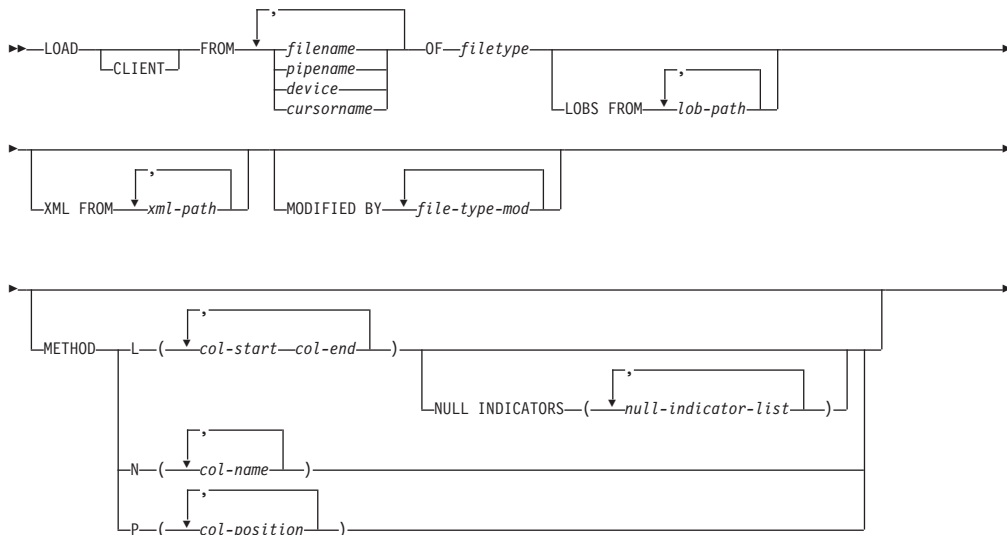 ,
LOAD CLIENT FROM filename OF filetype
pipename
device
cursorname
,
LOBS FROM lob-path
,
XML FROM xml-path
MODIFIED BY file-type-mod
,
METHOD L ( col-start col-end )
,
NULL INDICATORS ( null-indicator-list )
,
N ( col-name )
,
P ( col-position )